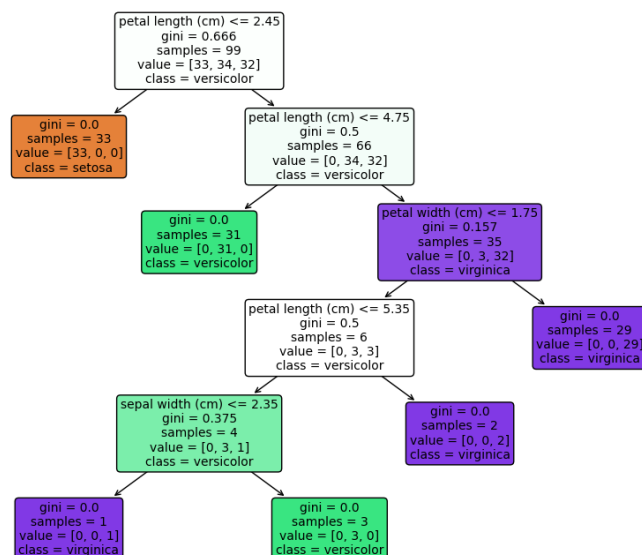 petal length (cm) <= 2.45
gini = 0.666
samples = 99
value = [33, 34, 32]
class = versicolor
gini = 0.0
samples = 33
value = [33, 0, 0]
class = setosa
petal length (cm) <= 4.75
gini = 0.5
samples = 66
value = [0, 34, 32]
class = versicolor
gini = 0.0
samples = 31
value = [0, 31, 0]
class = versicolor
petal width (cm) <= 1.75
gini = 0.157
samples = 35
value = [0, 3, 32]
class = virginica
petal length (cm) <= 5.35
gini = 0.5
samples = 6
value = [0, 3, 3]
class = versicolor
gini = 0.0
samples = 29
value = [0, 0, 29]
class = virginica
sepal width (cm) <= 2.35
gini = 0.375
samples = 4
value = [0, 3, 1]
class = versicolor
gini = 0.0
samples = 2
value = [0, 0, 2]
class = virginica
gini = 0.0
samples = 1
value = [0, 0, 1]
class = virginica
gini = 0.0
samples = 3
value = [0, 3, 0]
class = versicolor